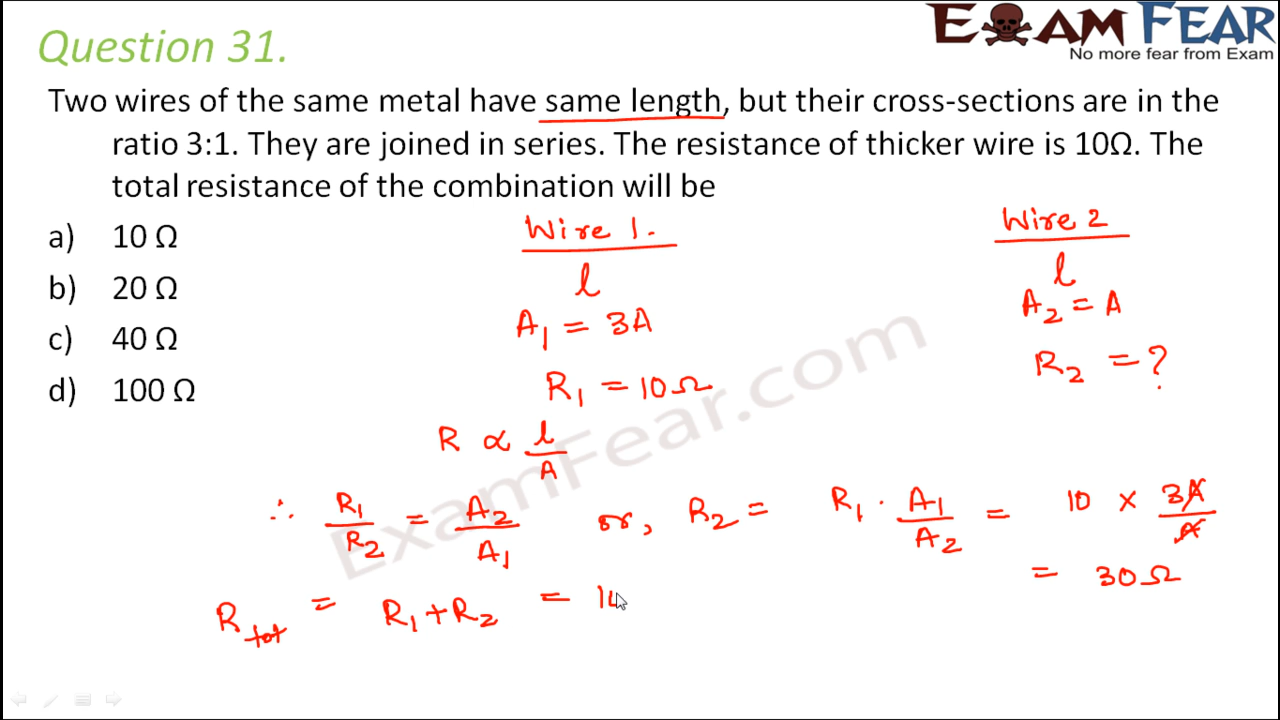 EXAM FEAR
No more fear from Exam
Question 31.
Two wires of the same metal have same length, but their cross-sections are in the
ratio 3:1. They are joined in series. The resistance of thicker wire is 10Ω. The
total resistance of the combination will be
a) 10 Ω
b) 20 Ω
c) 40 Ω
d) 100 Ω
Wire 1.
l
A₁ = 3A
R₁ = 10Ω
Wire 2
l
A₂ = A
R₂ = ?
R ∝ l/A
∴ R₁/R₂ = A₂/A₁ or, R₂ = R₁ · A₁/A₂ = 10 × 3A/A
= 30Ω
R tot = R₁+R₂ =
ExamFear.com